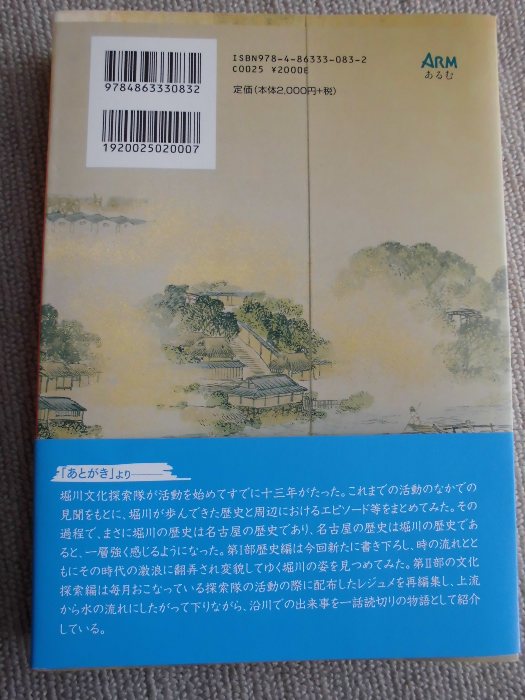 ISBN978-4-86333-083-2
C0025 ¥2000E
定価(本体2,000円+税)
ARM
あるむ
9784863330832
1920025020007
「あとがき」より
堀川文化探索隊が活動を始めてすでに十三年がたった。これまでの活動のなかでの
見聞をもとに、堀川が歩んできた歴史と周辺におけるエピソード等をまとめてみた。その
過程で、まさに堀川の歴史は名古屋の歴史であり、名古屋の歴史は堀川の歴史であ
ると、一層強く感じるようになった。第Ⅰ部歴史編は今回新たに書き下ろし、時の流れとと
もにその時代の激浪に翻弄され変貌してゆく堀川の姿を見つめてみた。第Ⅱ部の文化
探索編は毎月おこなっている探索隊の活動の際に配布したレジュメを再編集し、上流
から水の流れにしたがって下りながら、沿川での出来事を一話読切りの物語として紹介
している。